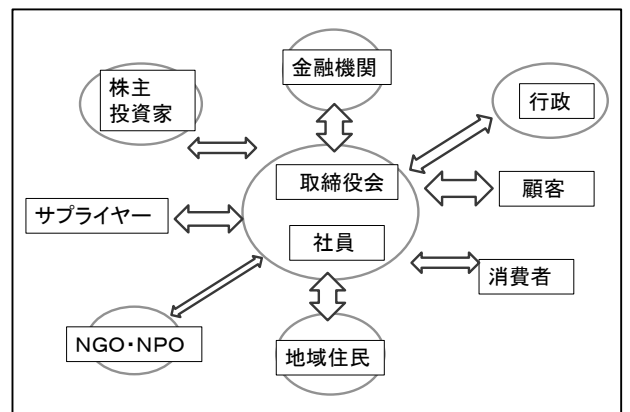 金融機関
株主
投資家
行政
取締役会
顧客
サプライヤー
社員
消費者
NGO・NPO
地域住民